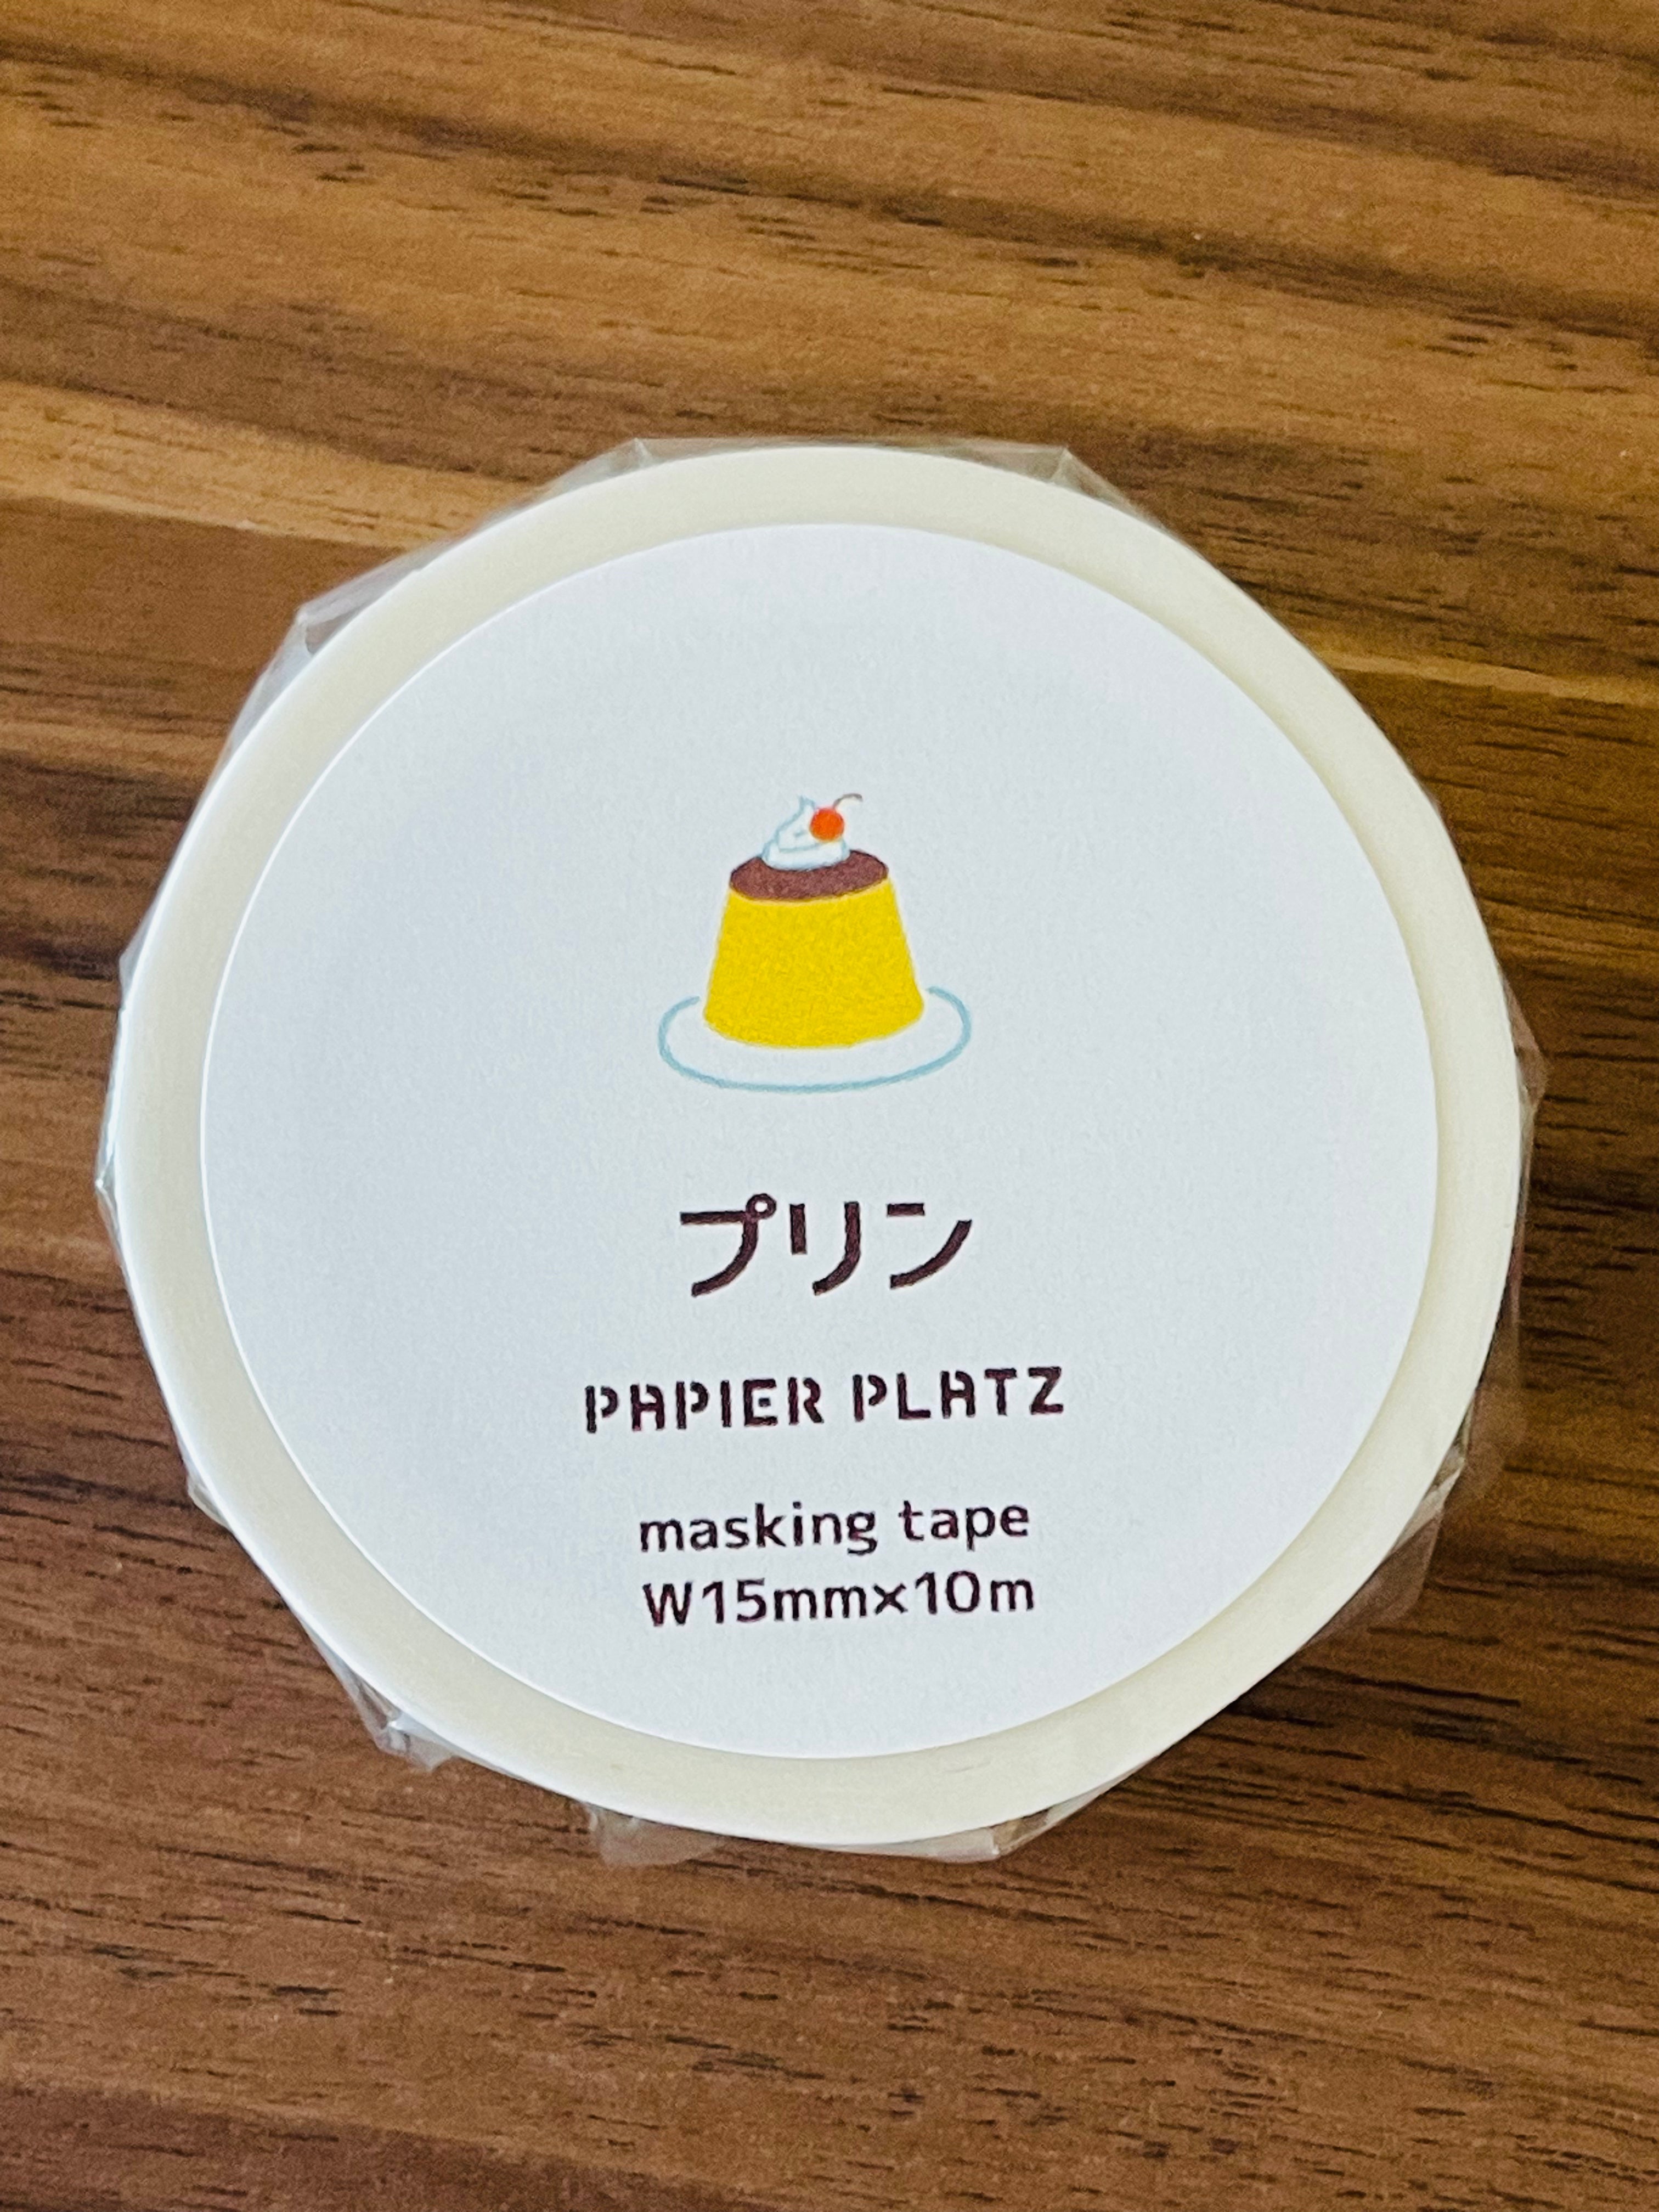 プリン
PAPIER PLATZ
masking tape
W15mm×10m